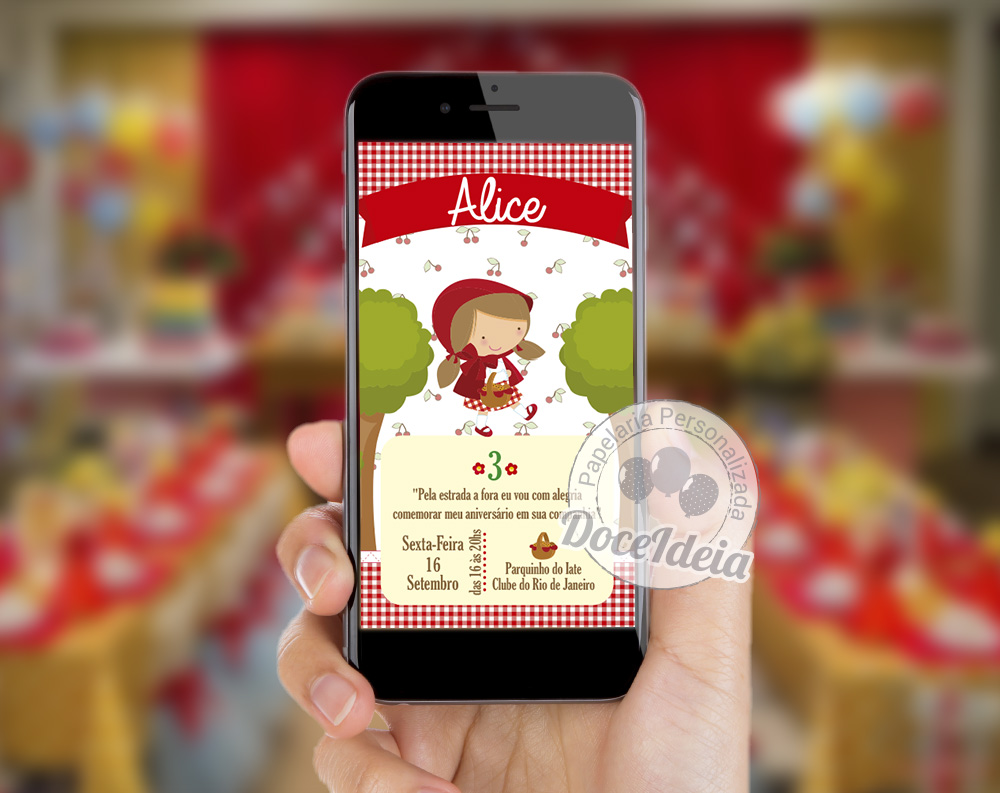 Alice
3
"Pela estrada a fora eu vou com alegria
comemorar meu aniversário em sua
Sexta-Feira
16
Setembro
das 16 às 20hs
Parquinho do Iate
Clube do Rio de Janeiro
Papelaria Personalizada
DoceIdeia